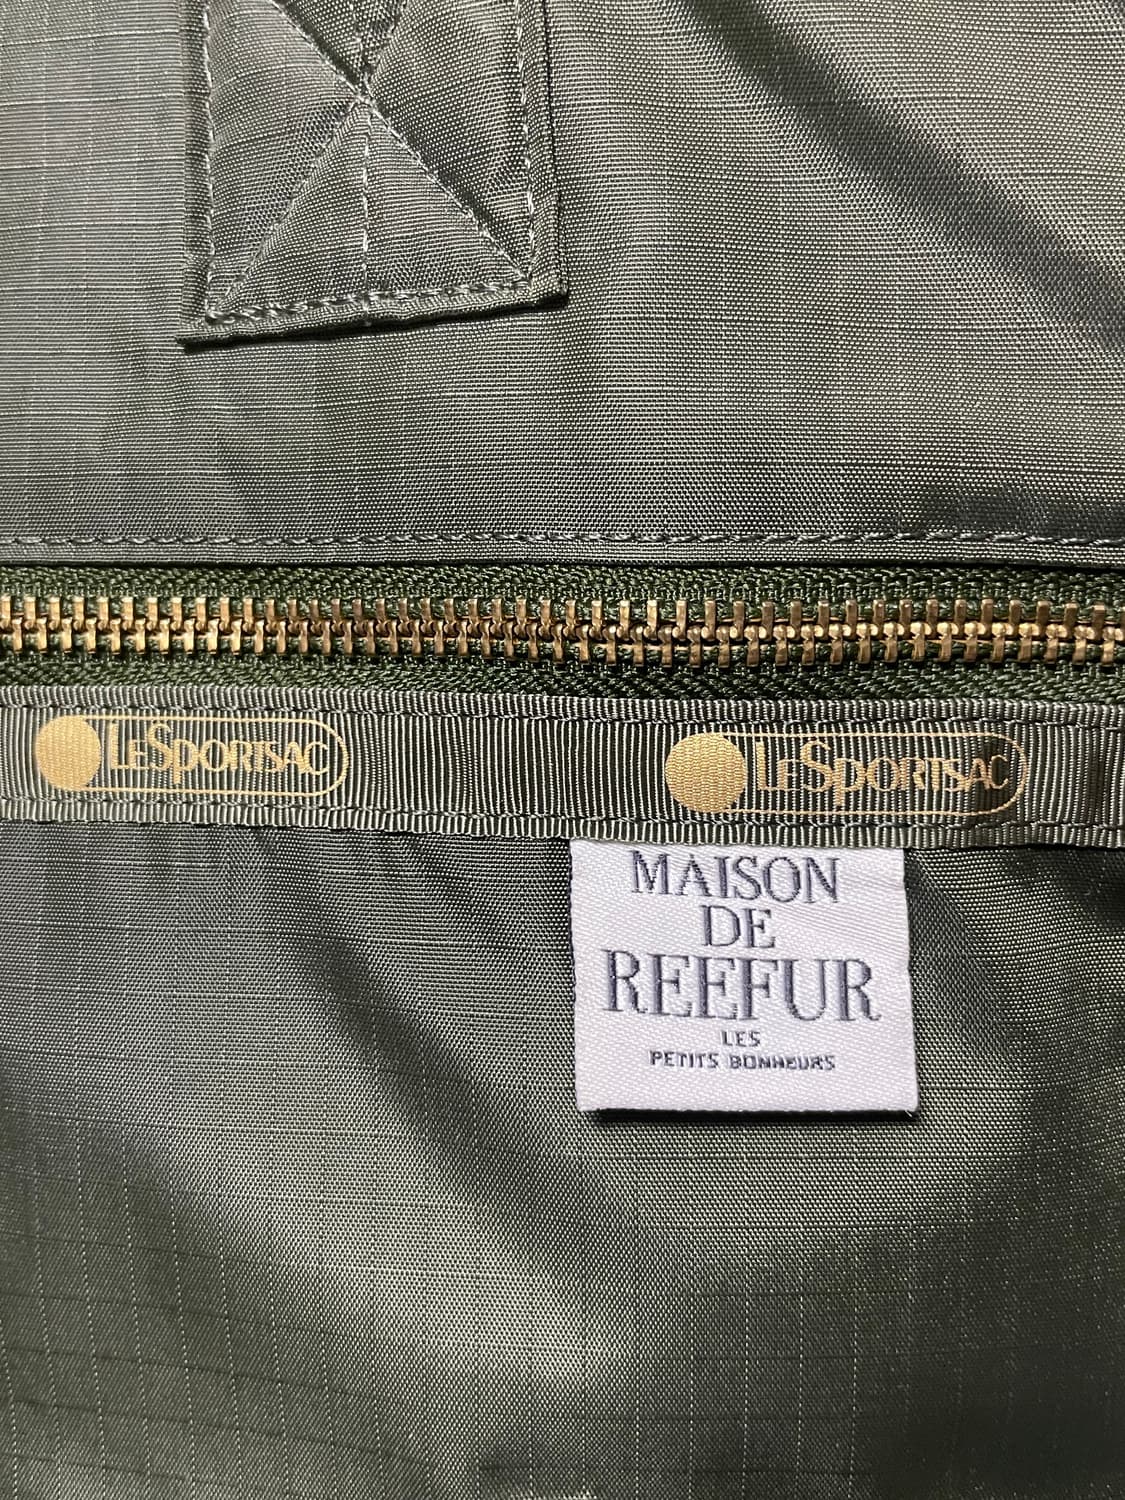 LeSportsac LeSportsac
MAISON
DE
REEFUR
LES
PETITS BONHEURS